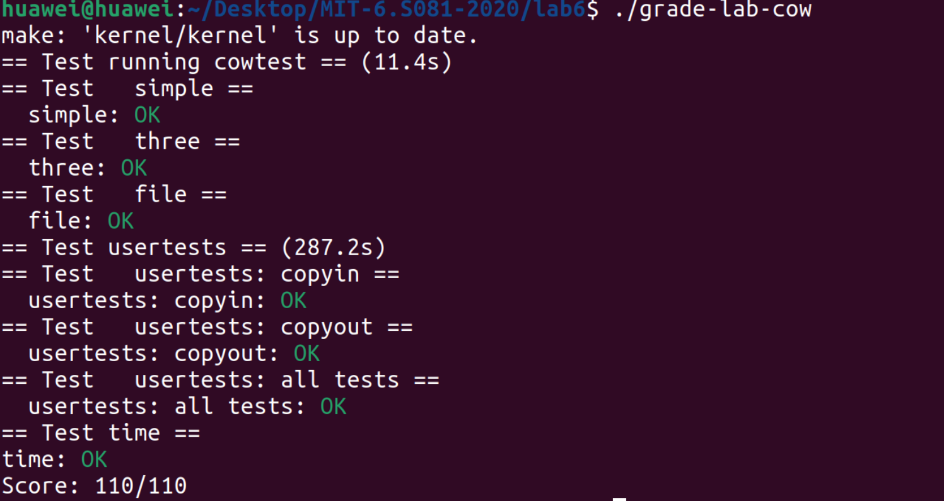 huawei@huawei:~/Desktop/MIT-6.S081-2020/lab6$ ./grade-lab-cow
make: 'kernel/kernel' is up to date.
== Test running cowtest == (11.4s)
== Test   simple ==
  simple: OK
== Test   three ==
  three: OK
== Test   file ==
  file: OK
== Test usertests == (287.2s)
== Test   usertests: copyin ==
  usertests: copyin: OK
== Test   usertests: copyout ==
  usertests: copyout: OK
== Test   usertests: all tests ==
  usertests: all tests: OK
== Test time ==
time: OK
Score: 110/110